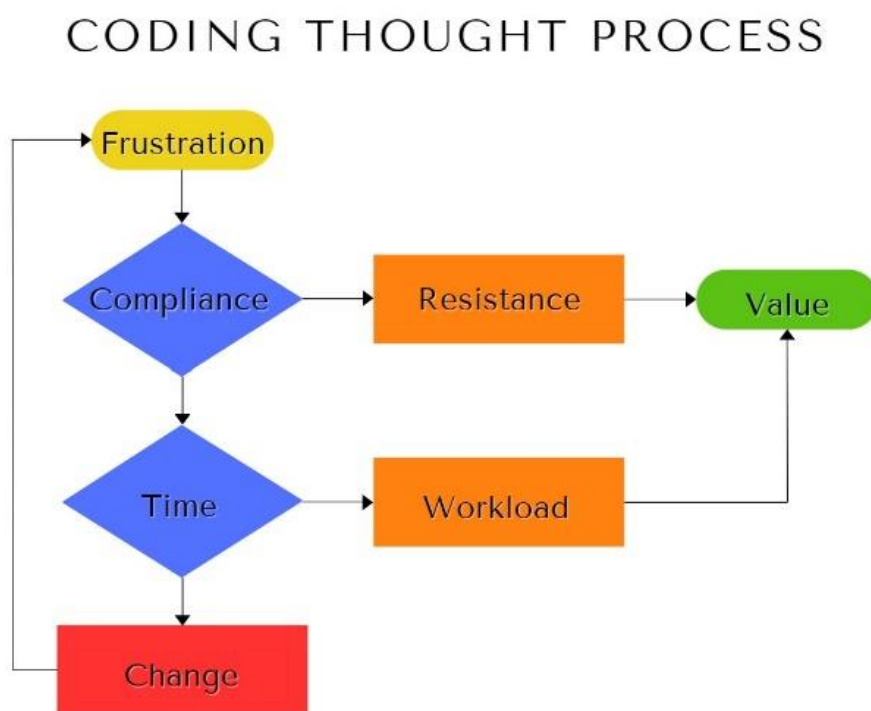 CODING THOUGHT PROCESS
Frustration
Compliance
Resistance
Value
Time
Workload
Change